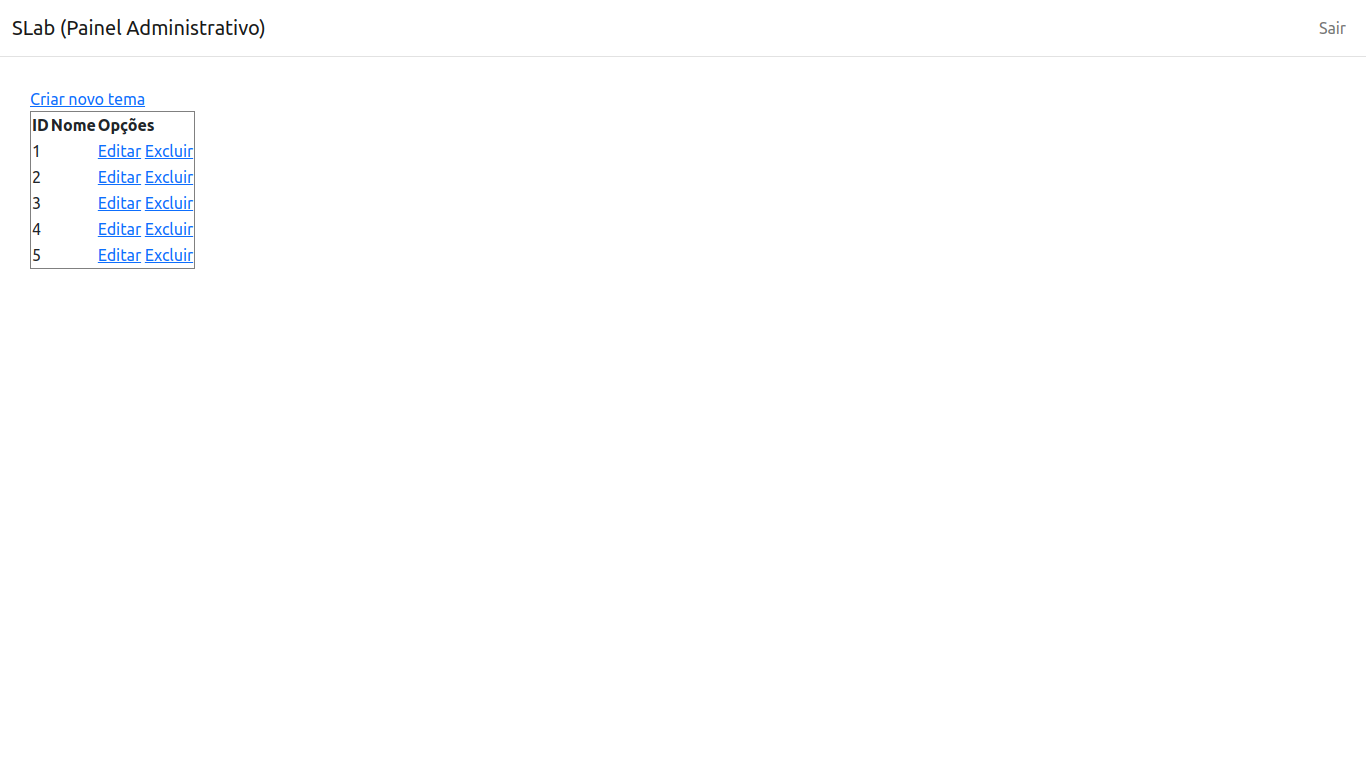 SLab (Painel Administrativo) Sair
Criar novo tema
ID Nome Opções
1 Editar Excluir
2 Editar Excluir
3 Editar Excluir
4 Editar Excluir
5 Editar Excluir